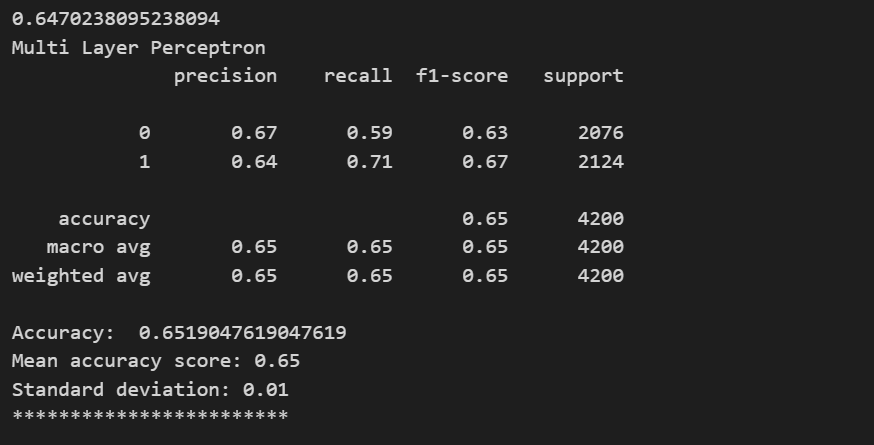 0.6470238095238094
Multi Layer Perceptron
precision recall f1-score support
0 0.67 0.59 0.63 2076
1 0.64 0.71 0.67 2124
accuracy 0.65 4200
macro avg 0.65 0.65 0.65 4200
weighted avg 0.65 0.65 0.65 4200
Accuracy: 0.6519047619047619
Mean accuracy score: 0.65
Standard deviation: 0.01
************************